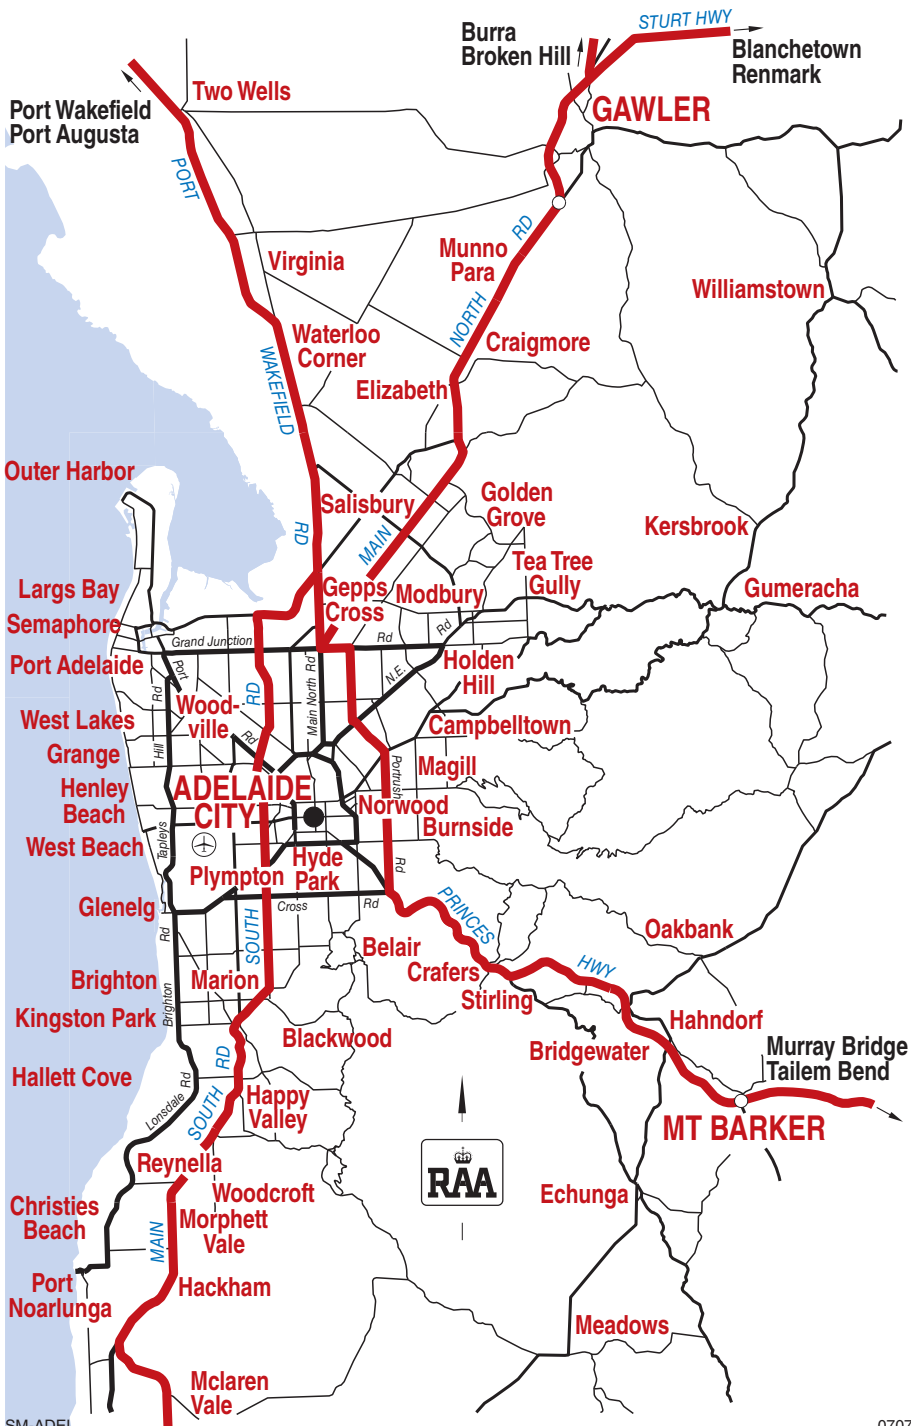 STURT HWY
Burra
Broken Hill
Blanchetown
Renmark
Two Wells
Port Wakefield
Port Augusta
GAWLER
PORT
RD
Munno
Para
Virginia
Williamstown
NORTH
Waterloo
Corner
Craigmore
WAKEFIELD
Elizabeth
Outer Harbor
Salisbury
Golden
Grove
Kersbrook
RD
MAIN
Tea Tree
Gully
Largs Bay
Gepps
Cross
Modbury
Gumeracha
Semaphore
Grand Junction
Rd
Rd
Port Adelaide
Port
Holden
Hill
N.E.
Rd
RD
Main North Rd
West Lakes
Wood-
ville
Campbelltown
Rd
Grange
Hill
Magill
Portrush
Henley
Beach
ADELAIDE
CITY
Norwood
Burnside
West Beach
Tapleys
Hyde
Park
Plympton
Rd
Glenelg
Cross
Rd
PRINCES
Oakbank
Rd
SOUTH
Belair
Crafers
HWY
Brighton
Marion
Stirling
Kingston Park
Brighton
Blackwood
Hahndorf
Bridgewater
Murray Bridge
Tailem Bend
RD
Hallett Cove
Rd
Happy
Valley
Lonsdale
SOUTH
MT BARKER
RAA
Reynella
Woodcroft
Echunga
Christies
Beach
Morphett
Vale
MAIN
Hackham
Port
Noarlunga
Meadows
Mclaren
Vale
SM-ADEL
0707